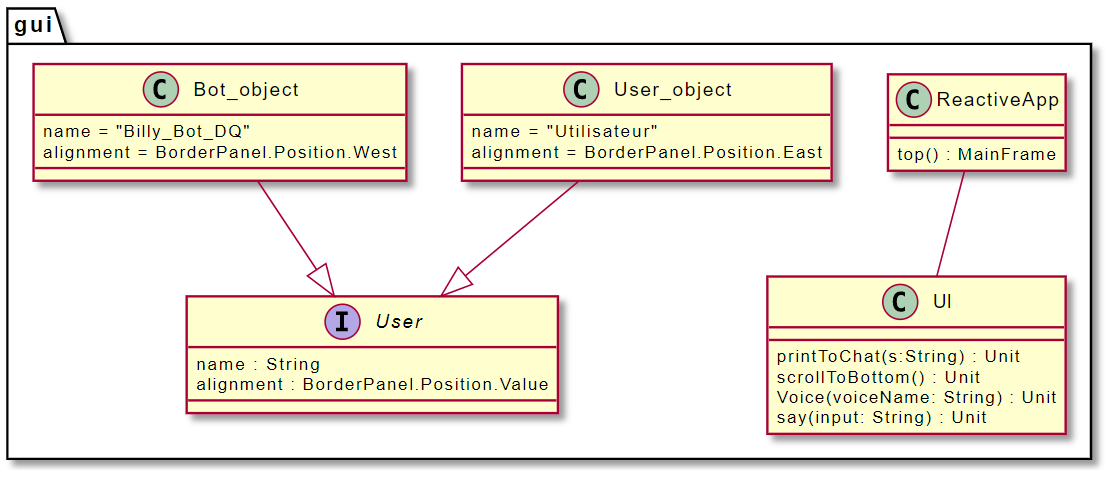 gui
C Bot_object
name = "Billy_Bot_DQ"
alignment = BorderPanel.Position.West
C User_object
name = "Utilisateur"
alignment = BorderPanel.Position.East
C ReactiveApp
top() : MainFrame
I User
name : String
alignment : BorderPanel.Position.Value
C UI
printToChat(s:String) : Unit
scrollToBottom() : Unit
Voice(voiceName: String) : Unit
say(input: String) : Unit